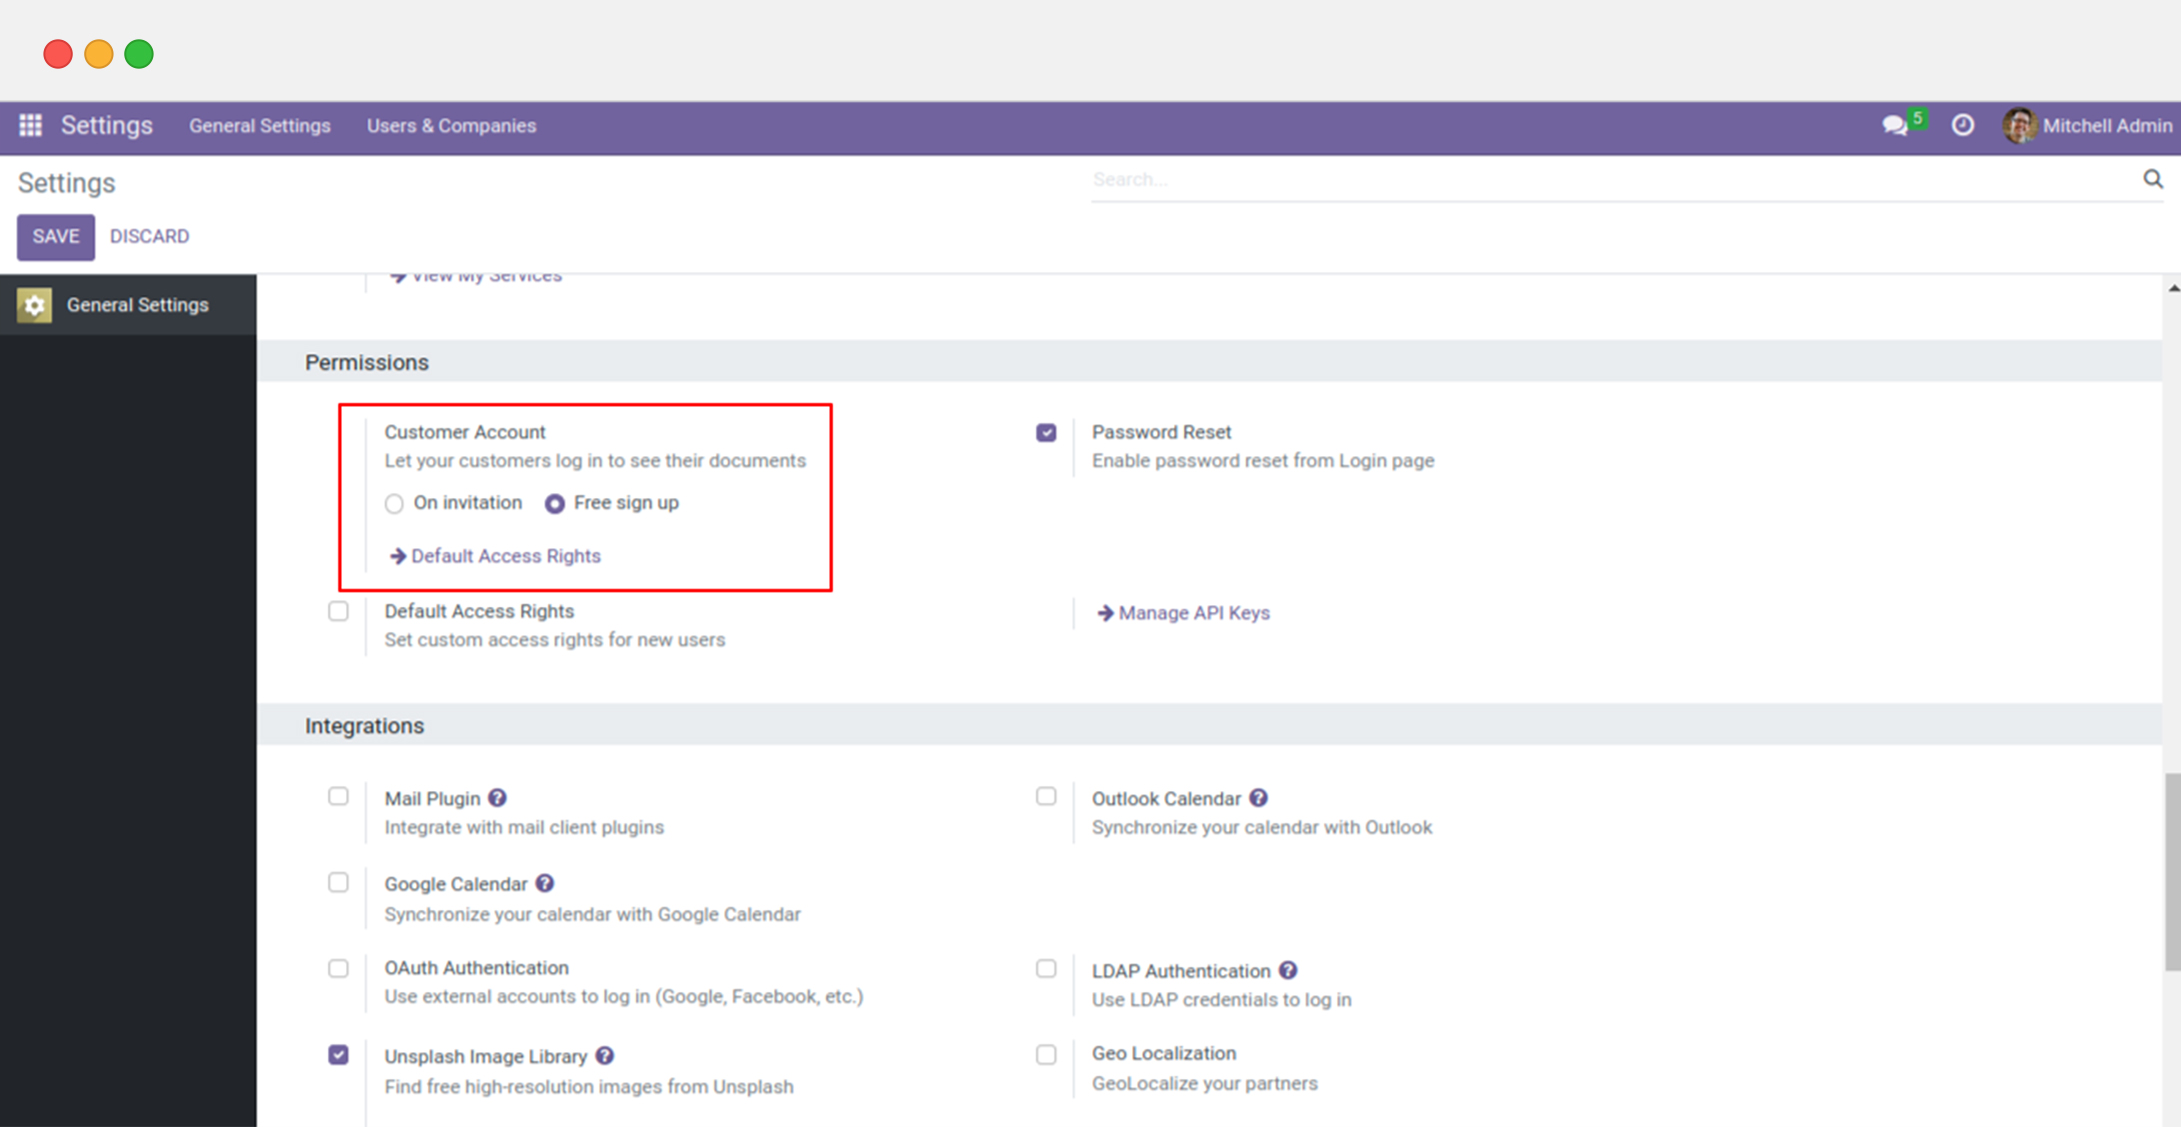 Settings
General Settings
Users & Companies
5
Mitchell Admin
Settings
Search...
SAVE
DISCARD
View My Services
General Settings
Permissions
Customer Account
Let your customers log in to see their documents
On invitation
Free sign up
Default Access Rights
Password Reset
Enable password reset from Login page
Default Access Rights
Set custom access rights for new users
Manage API Keys
Integrations
Mail Plugin
Integrate with mail client plugins
Outlook Calendar
Synchronize your calendar with Outlook
Google Calendar
Synchronize your calendar with Google Calendar
OAuth Authentication
Use external accounts to log in (Google, Facebook, etc.)
LDAP Authentication
Use LDAP credentials to log in
Unsplash Image Library
Find free high-resolution images from Unsplash
Geo Localization
GeoLocalize your partners